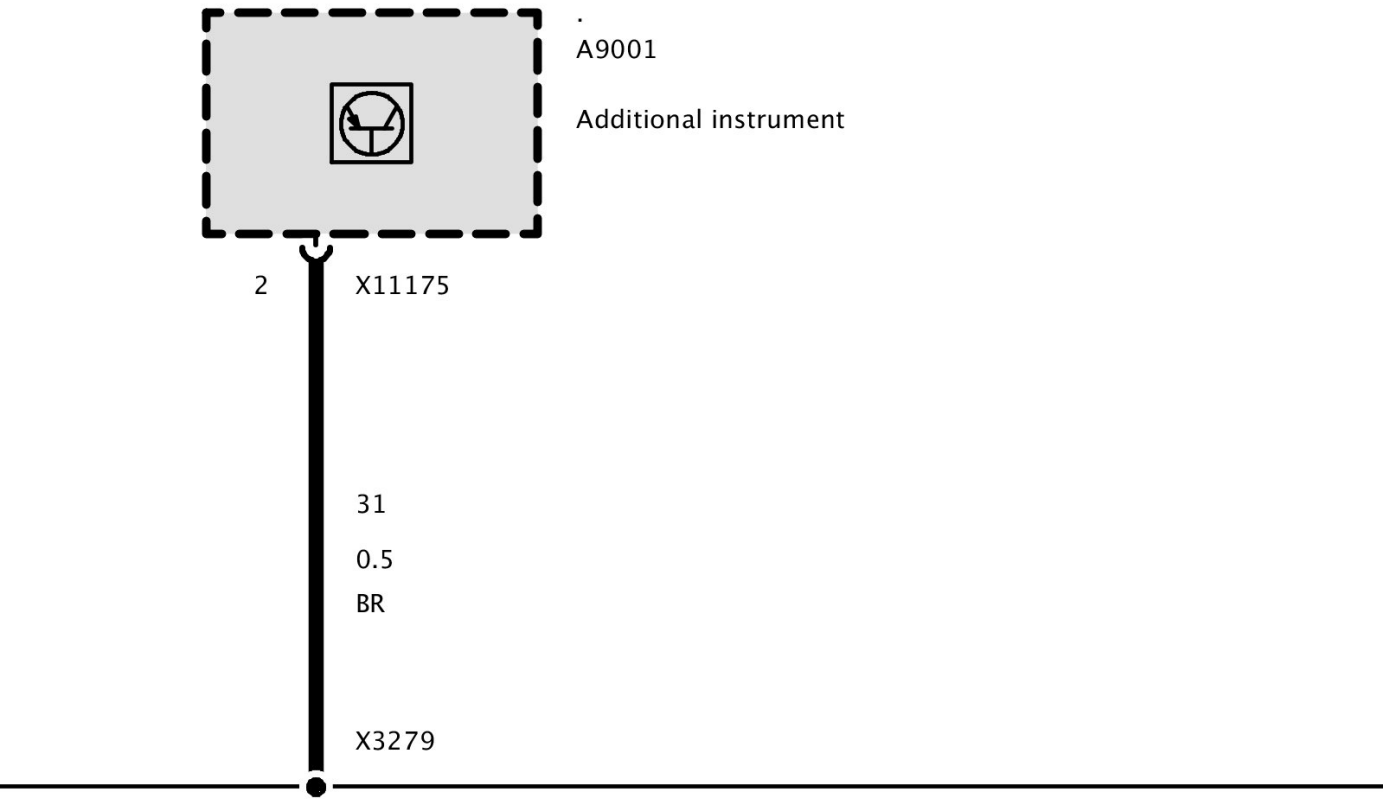 .
A9001
Additional instrument
2 X11175
31
0.5
BR
X3279